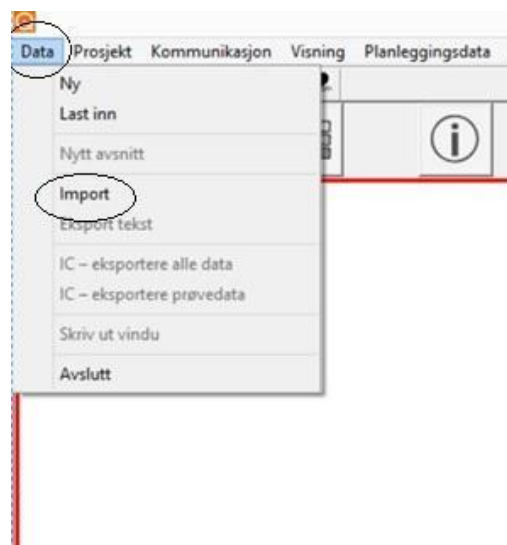 Data Prosjekt Kommunikasjon Visning Planleggingsdata
Ny
Last inn
Nytt avsnitt
Import
Eksport tekst
IC – eksportere alle data
IC – eksportere prøvedata
Skriv ut vindu
Avslutt